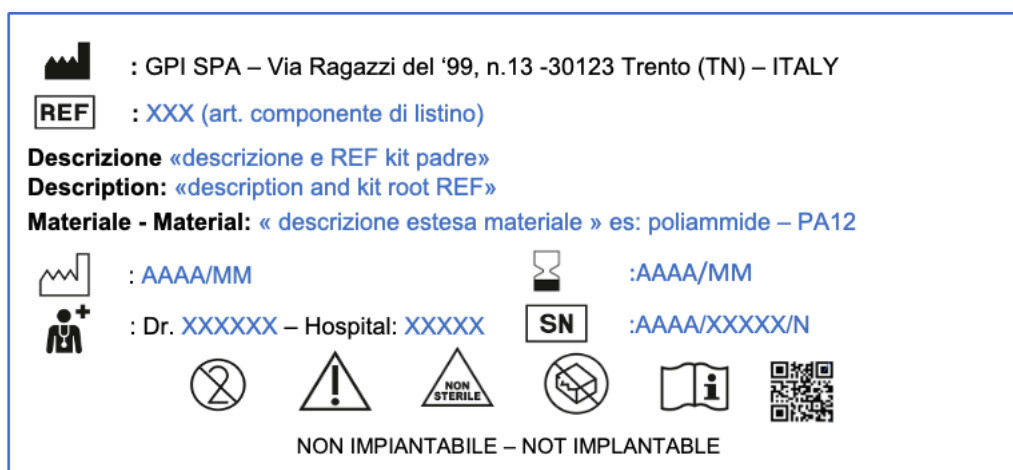 : GPI SPA – Via Ragazzi del ‘99, n.13 -30123 Trento (TN) – ITALY
REF : XXX (art. componente di listino)
Descrizione «descrizione e REF kit padre»
Description: «description and kit root REF»
Materiale - Material: « descrizione estesa materiale » es: poliammide – PA12
: AAAA/MM :AAAA/MM
: Dr. XXXXXX – Hospital: XXXXX SN :AAAA/XXXXX/N
2 NON STERILE i
NON IMPIANTABILE – NOT IMPLANTABLE